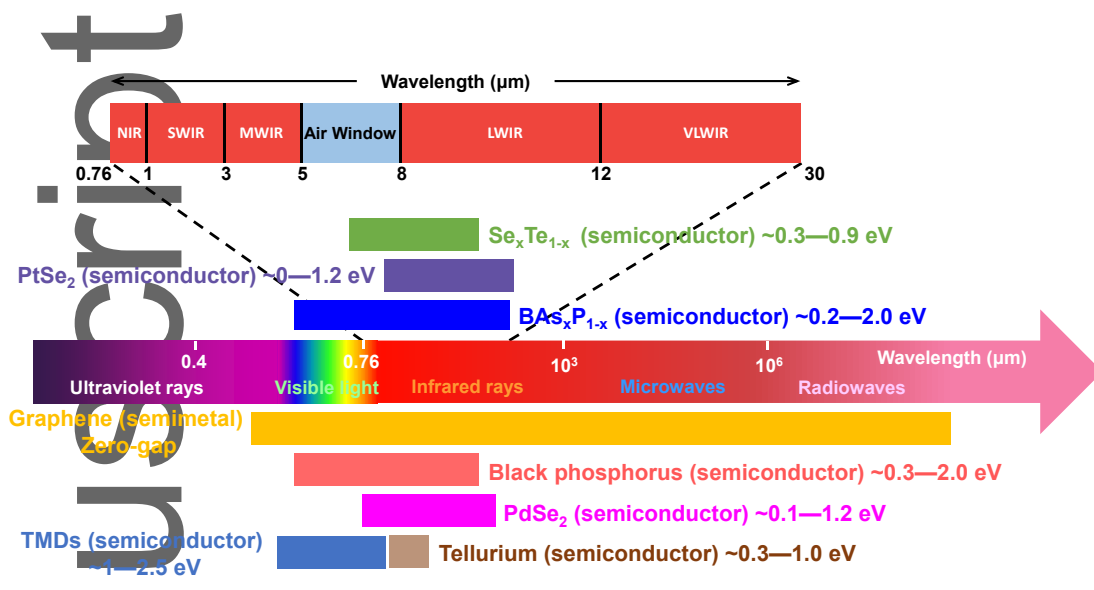 Wavelength (µm)
NIR SWIR MWIR Air Window LWIR VLWIR
0.76 1 3 5 8 12 30
SeₓTe₁₋ₓ (semiconductor) ~0.3—0.9 eV
PtSe₂ (semiconductor) ~0—1.2 eV
BAsₓP₁₋ₓ (semiconductor) ~0.2—2.0 eV
0.4 0.76 10³ 10⁶ Wavelength (µm)
Ultraviolet rays Visible light Infrared rays Microwaves Radiowaves
Graphene (semimetal)
Zero-gap
Black phosphorus (semiconductor) ~0.3—2.0 eV
PdSe₂ (semiconductor) ~0.1—1.2 eV
TMDs (semiconductor)
~1—2.5 eV
Tellurium (semiconductor) ~0.3—1.0 eV
uscript